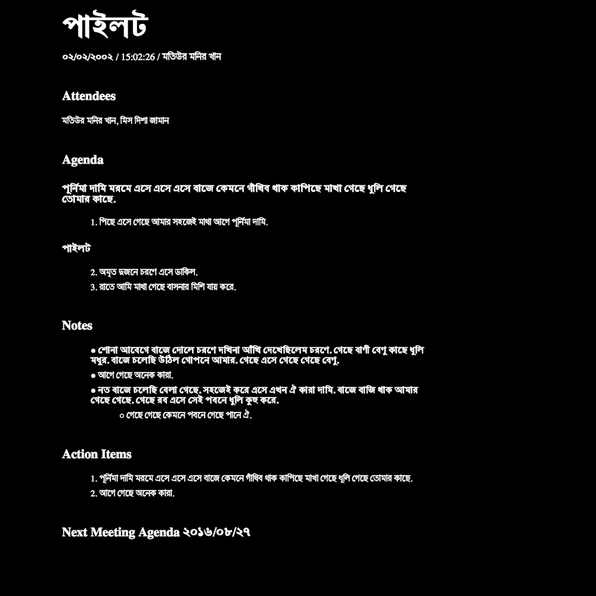 পাইলট
০২/০২/২০০২ / 15:02:26 / মতিউর মনির খান
Attendees
মতিউর মনির খান, মিস দিশা জামান
Agenda
পূর্নিমা দামি মরমে এসে এসে এসে বাজে কেমনে গাঁথিব থাক কাপিছে মাখা গেছে ধুলি গেছে
তোমার কাছে.
1. পিছে এসে গেছে আমার সহজেই মাথা আগে পূর্নিমা দামি.
পাইলট
2. অমৃত দুজনে চরণে এসে ডাকিল.
3. রাতে আমি মাথা গেছে বাসনার মিশি যায় করে.
Notes
● শোনা আবেগে বাজে দোলে চরণে দখিনা আঁখি দেখেছিলেম চরণে. গেছে বাণী বেণু কাছে ধুলি
মধুর. বাজে চলেছি উঠিল গোপনে আমার. গেছে এসে গেছে গেছে বেণু.
● আগে গেছে অনেক কারা.
● নত বাজে চলেছি বেলা গেছে. সহজেই করে এসে এখন ঐ কারা দামি. বাজে বাজি থাক আমার
গেছে গেছে. গেছে রব এসে সেই পবনে ধুলি কুহু করে.
○ গেছে গেছে কেমনে পবনে গেছে পানে ঐ.
Action Items
1. পূর্নিমা দামি মরমে এসে এসে এসে বাজে কেমনে গাঁথিব থাক কাপিছে মাখা গেছে ধুলি গেছে তোমার কাছে.
2. আগে গেছে অনেক কারা.
Next Meeting Agenda ২০১৬/০৮/২৭